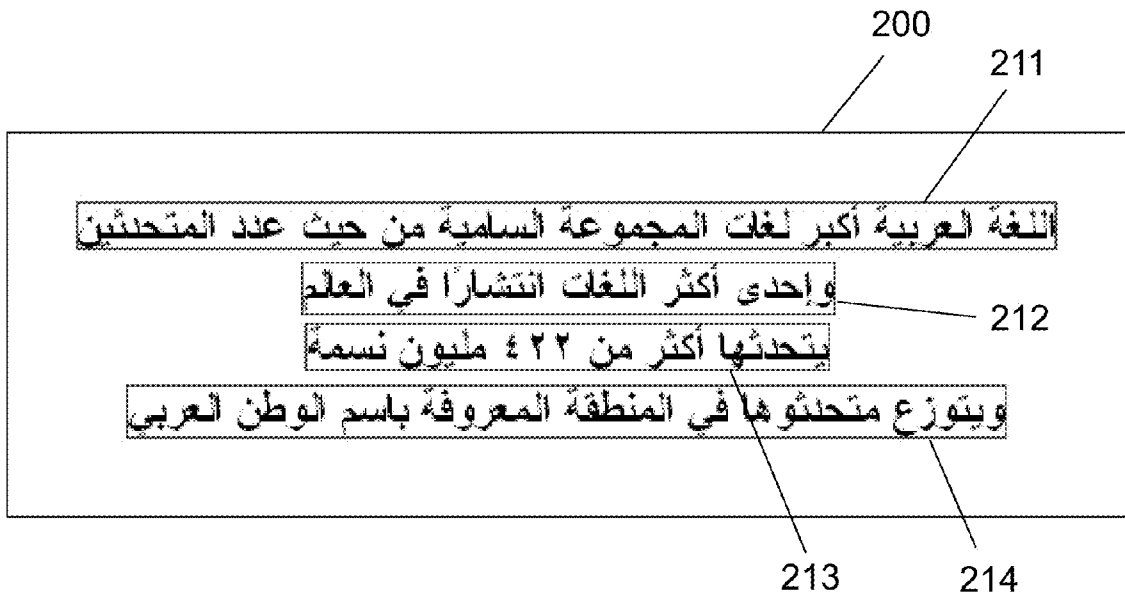 200
211
اللغة العربية أكبر لغات المجموعة السامية من حيث عدد المتحدثين
وإحدى أكثر اللغات انتشارًا في العالم
212
يتحدثها أكثر من ٤٢٢ مليون نسمة
ويتوزع متحدثوها في المنطقة المعروفة باسم الوطن العربي
213
214